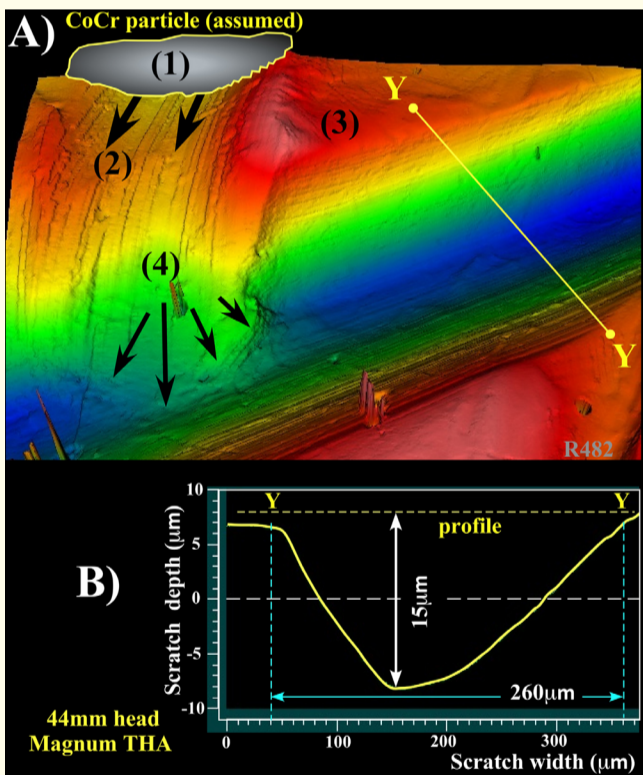 A)
CoCr particle (assumed)
(1)
(2)
(3)
(4)
Y
Y
R482
B)
Y
Y
profile
10
5
0
-5
-10
Scratch depth (μm)
15μm
260μm
0
100
200
300
Scratch width (μm)
44mm head
Magnum THA